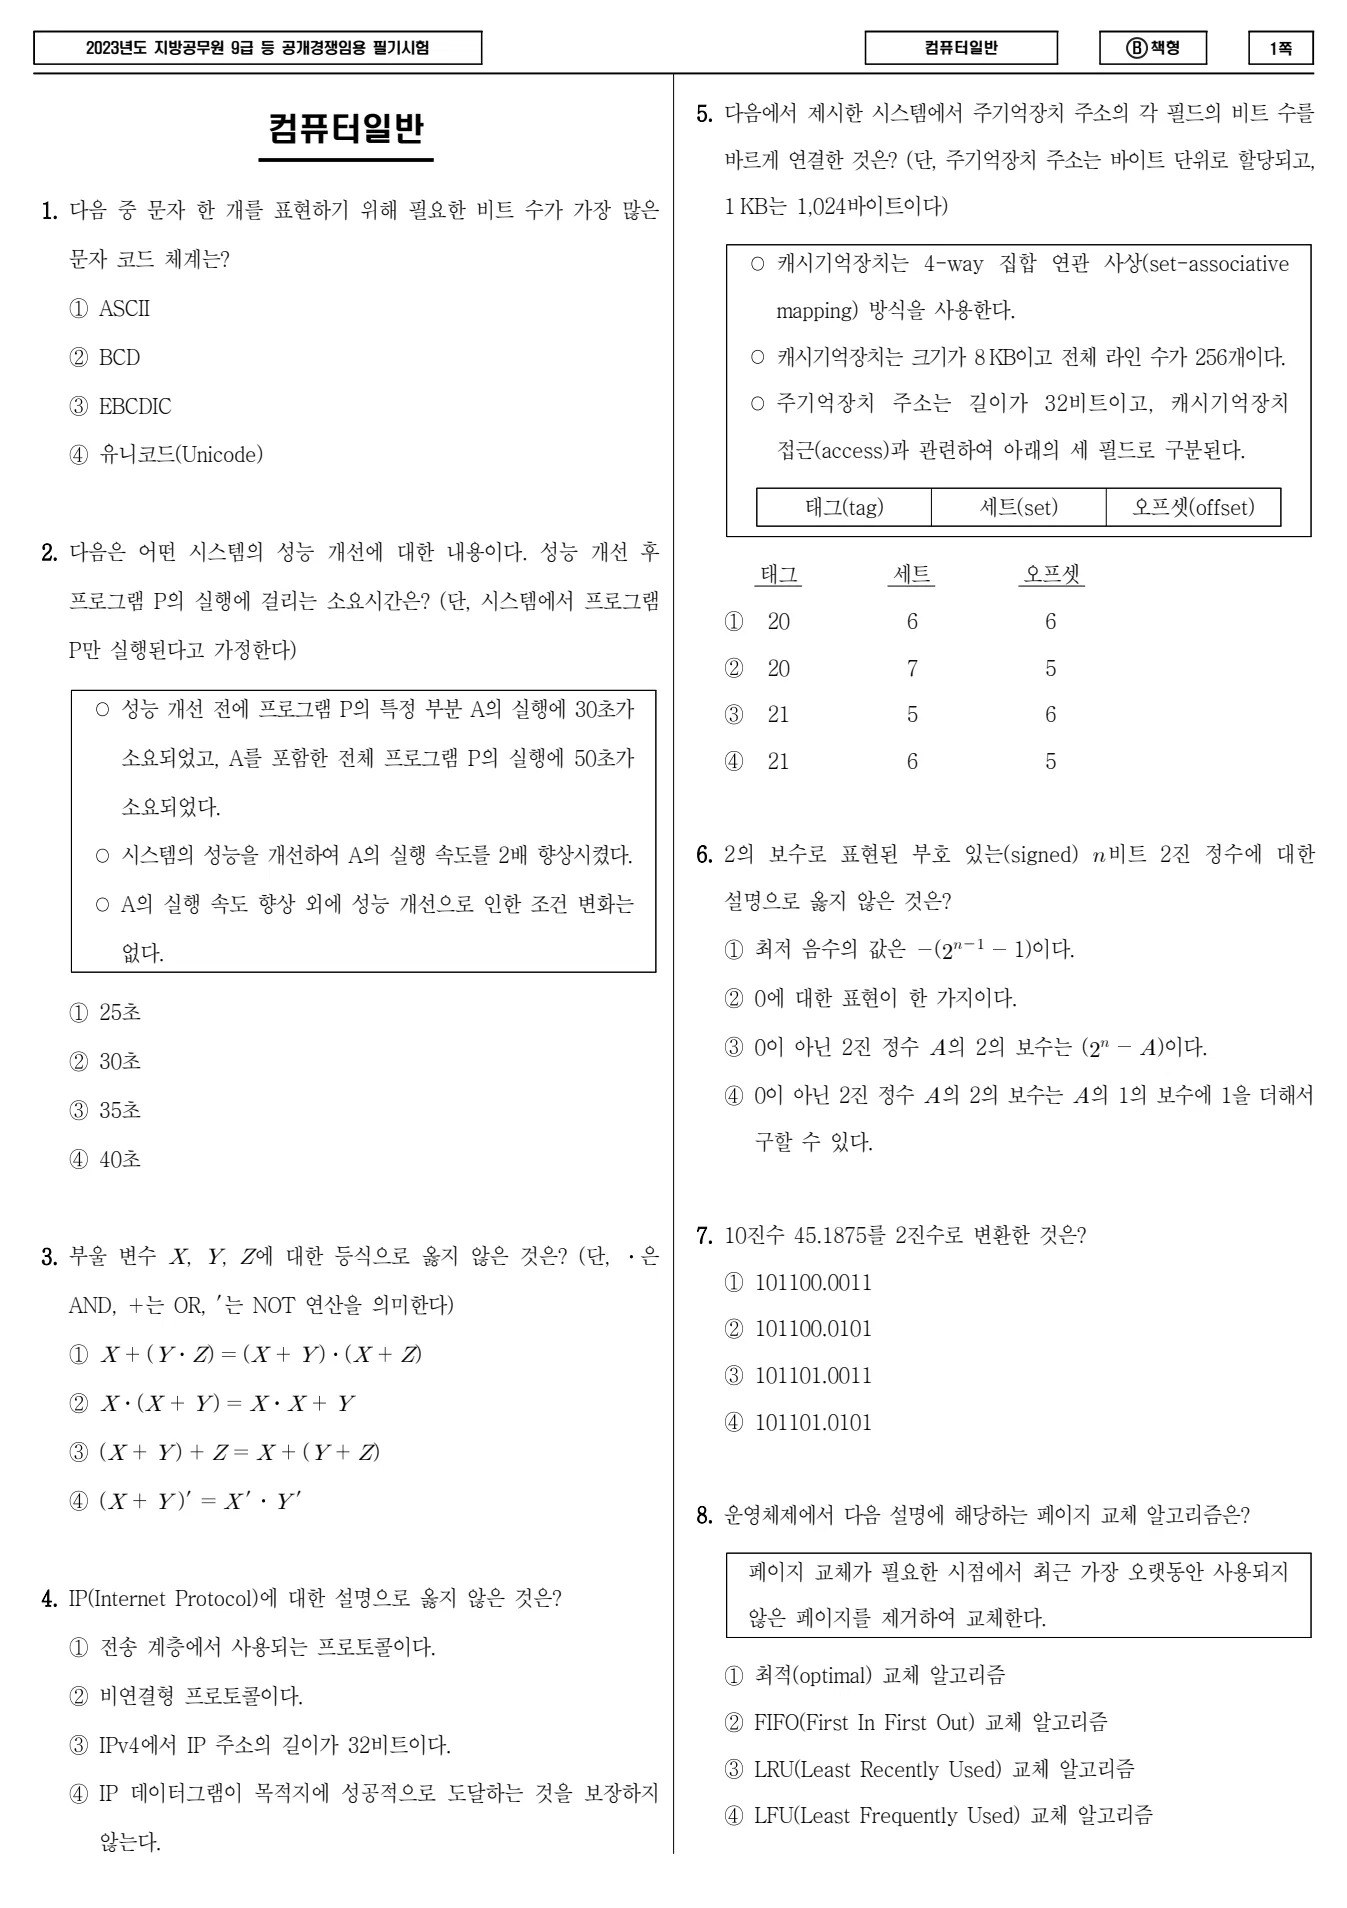 2023년도 지방공무원 9급 등 공개경쟁임용 필기시험
컴퓨터일반
Ⓑ책형
1쪽
컴퓨터일반
1. 다음 중 문자 한 개를 표현하기 위해 필요한 비트 수가 가장 많은
문자 코드 체계는?
① ASCII
② BCD
③ EBCDIC
④ 유니코드(Unicode)
2. 다음은 어떤 시스템의 성능 개선에 대한 내용이다. 성능 개선 후
프로그램 P의 실행에 걸리는 소요시간은? (단, 시스템에서 프로그램
P만 실행된다고 가정한다)
○ 성능 개선 전에 프로그램 P의 특정 부분 A의 실행에 30초가
소요되었고, A를 포함한 전체 프로그램 P의 실행에 50초가
소요되었다.
○ 시스템의 성능을 개선하여 A의 실행 속도를 2배 향상시켰다.
○ A의 실행 속도 향상 외에 성능 개선으로 인한 조건 변화는
없다.
① 25초
② 30초
③ 35초
④ 40초
3. 부울 변수 X, Y, Z에 대한 등식으로 옳지 않은 것은? (단, ·은
AND, +는 OR, ′는 NOT 연산을 의미한다)
① X + (Y · Z) = (X + Y) · (X + Z)
② X · (X + Y) = X · X + Y
③ (X + Y) + Z = X + (Y + Z)
④ (X + Y)′ = X′ · Y′
4. IP(Internet Protocol)에 대한 설명으로 옳지 않은 것은?
① 전송 계층에서 사용되는 프로토콜이다.
② 비연결형 프로토콜이다.
③ IPv4에서 IP 주소의 길이가 32비트이다.
④ IP 데이터그램이 목적지에 성공적으로 도달하는 것을 보장하지
않는다.
5. 다음에서 제시한 시스템에서 주기억장치 주소의 각 필드의 비트 수를
바르게 연결한 것은? (단, 주기억장치 주소는 바이트 단위로 할당되고,
1 KB는 1,024바이트이다)
○ 캐시기억장치는 4-way 집합 연관 사상(set-associative
mapping) 방식을 사용한다.
○ 캐시기억장치는 크기가 8 KB이고 전체 라인 수가 256개이다.
○ 주기억장치 주소는 길이가 32비트이고, 캐시기억장치
접근(access)과 관련하여 아래의 세 필드로 구분된다.
태그(tag) 세트(set) 오프셋(offset)
태그 세트 오프셋
① 20 6 6
② 20 7 5
③ 21 5 6
④ 21 6 5
6. 2의 보수로 표현된 부호 있는(signed) n비트 2진 정수에 대한
설명으로 옳지 않은 것은?
① 최저 음수의 값은 −(2ⁿ⁻¹ − 1)이다.
② 0에 대한 표현이 한 가지이다.
③ 0이 아닌 2진 정수 A의 2의 보수는 (2ⁿ − A)이다.
④ 0이 아닌 2진 정수 A의 2의 보수는 A의 1의 보수에 1을 더해서
구할 수 있다.
7. 10진수 45.1875를 2진수로 변환한 것은?
① 101100.0011
② 101100.0101
③ 101101.0011
④ 101101.0101
8. 운영체제에서 다음 설명에 해당하는 페이지 교체 알고리즘은?
페이지 교체가 필요한 시점에서 최근 가장 오랫동안 사용되지
않은 페이지를 제거하여 교체한다.
① 최적(optimal) 교체 알고리즘
② FIFO(First In First Out) 교체 알고리즘
③ LRU(Least Recently Used) 교체 알고리즘
④ LFU(Least Frequently Used) 교체 알고리즘